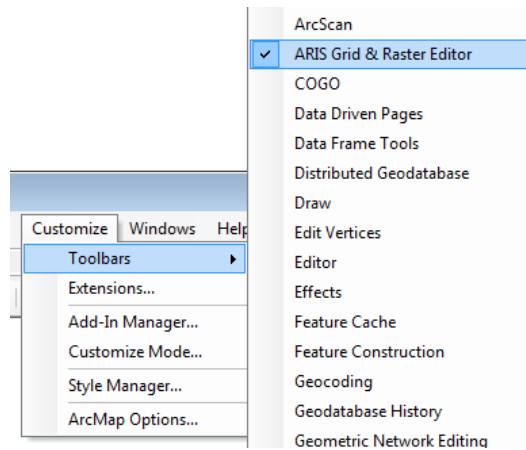 ArcScan
ARIS Grid & Raster Editor
COGO
Data Driven Pages
Data Frame Tools
Distributed Geodatabase
Draw
Edit Vertices
Editor
Effects
Feature Cache
Feature Construction
Geocoding
Geodatabase History
Geometric Network Editing
Customize Windows Help
Toolbars
Extensions...
Add-In Manager...
Customize Mode...
Style Manager...
ArcMap Options...